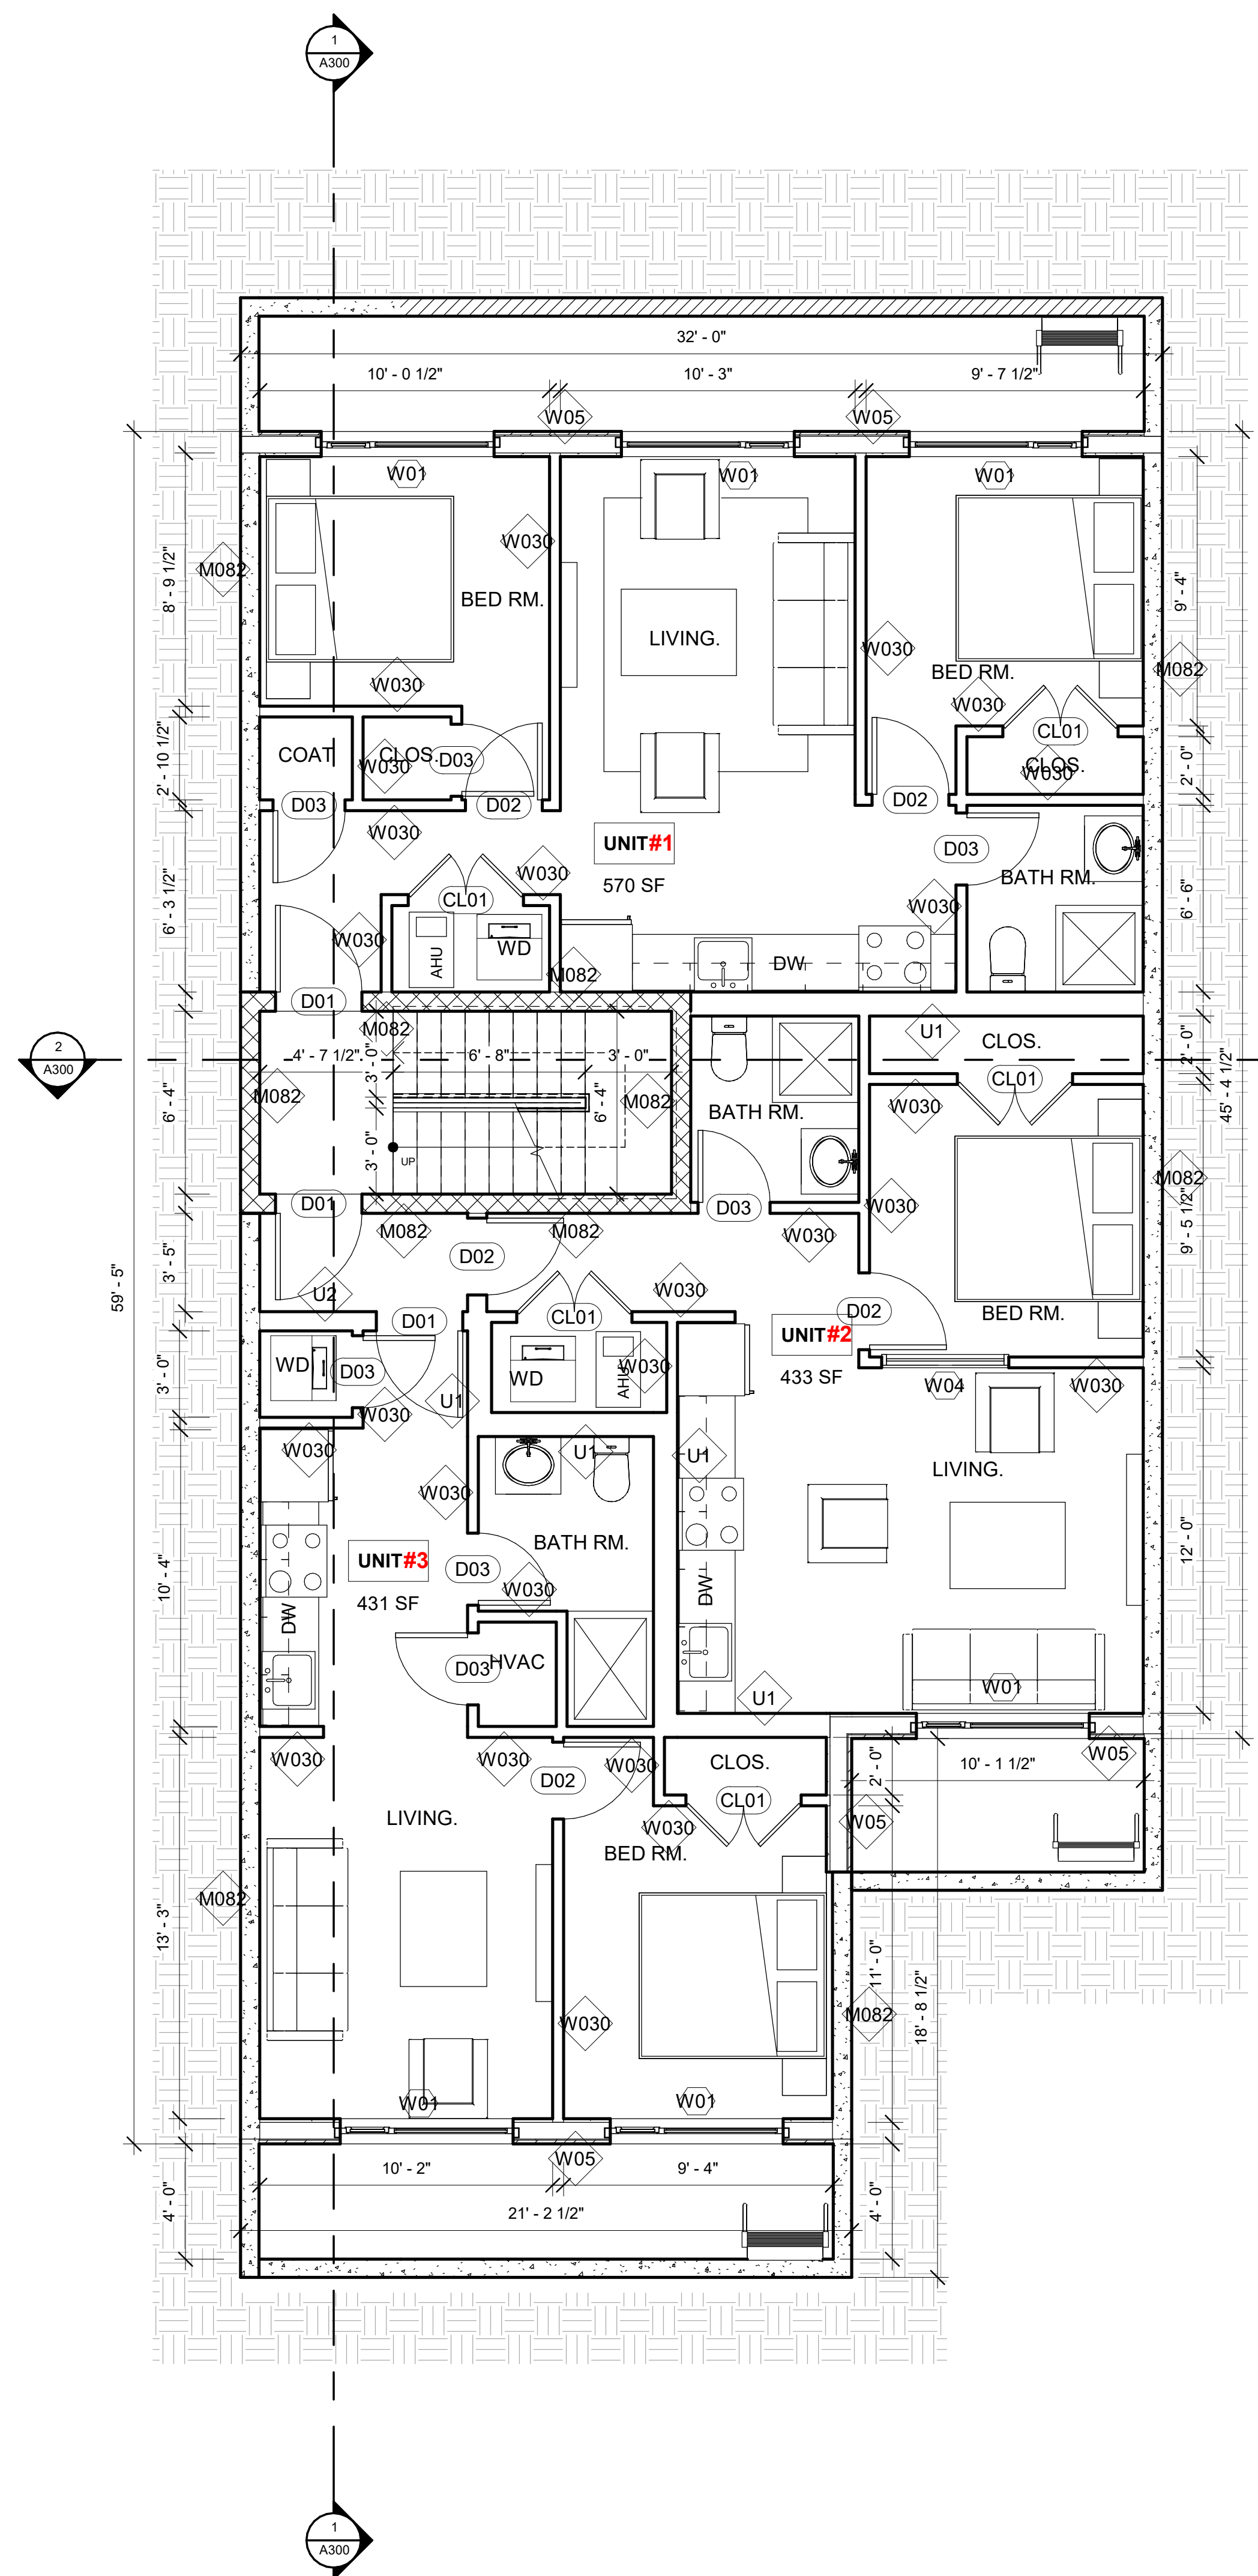 1
A300
32' - 0"
10' - 0 1/2"
10' - 3"
9' - 7 1/2"
W05
W05
W01
W01
W01
W030
M082
8' - 9 1/2"
BED RM.
LIVING.
W030
BED RM.
W030
W030
9' - 4"
M082
COAT
CLOS.
W030
D03
D03
D02
2' - 10 1/2"
CL01
CLOS.
W030
2' - 0"
D02
W030
UNIT#1
570 SF
D03
BATH RM.
W030
CL01
W030
6' - 3 1/2"
6' - 6"
W030
AHU
WD
M082
DW
D01
M082
U1
CLOS.
2
A300
4' - 7 1/2"
3' - 0"
6' - 8"
3' - 0"
2' - 0"
45' - 4 1/2"
CL01
M082
6' - 4"
6' - 4"
M082
BATH RM.
W030
3' - 0"
UP
M082
D01
D03
W030
9' - 5 1/2"
M082
M082
W030
3' - 5"
D02
59' - 5"
U2
W030
D01
CL01
D02
UNIT#2
BED RM.
433 SF
WD
D03
3' - 0"
WD
AHU
W030
U1
W04
W030
W030
W030
U1
U1
LIVING.
W030
10' - 4"
UNIT#3
431 SF
BATH RM.
D03
W030
DW
DW
12' - 0"
D03
HVAC
U1
W01
W030
W030
W030
D02
CLOS.
2' - 0"
10' - 1 1/2"
W05
CL01
LIVING.
W030
W05
BED RM.
M082
13' - 3"
11' - 0"
M082
18' - 8 1/2"
W030
W01
W01
W05
10' - 2"
9' - 4"
4' - 0"
4' - 0"
21' - 2 1/2"
1
A300